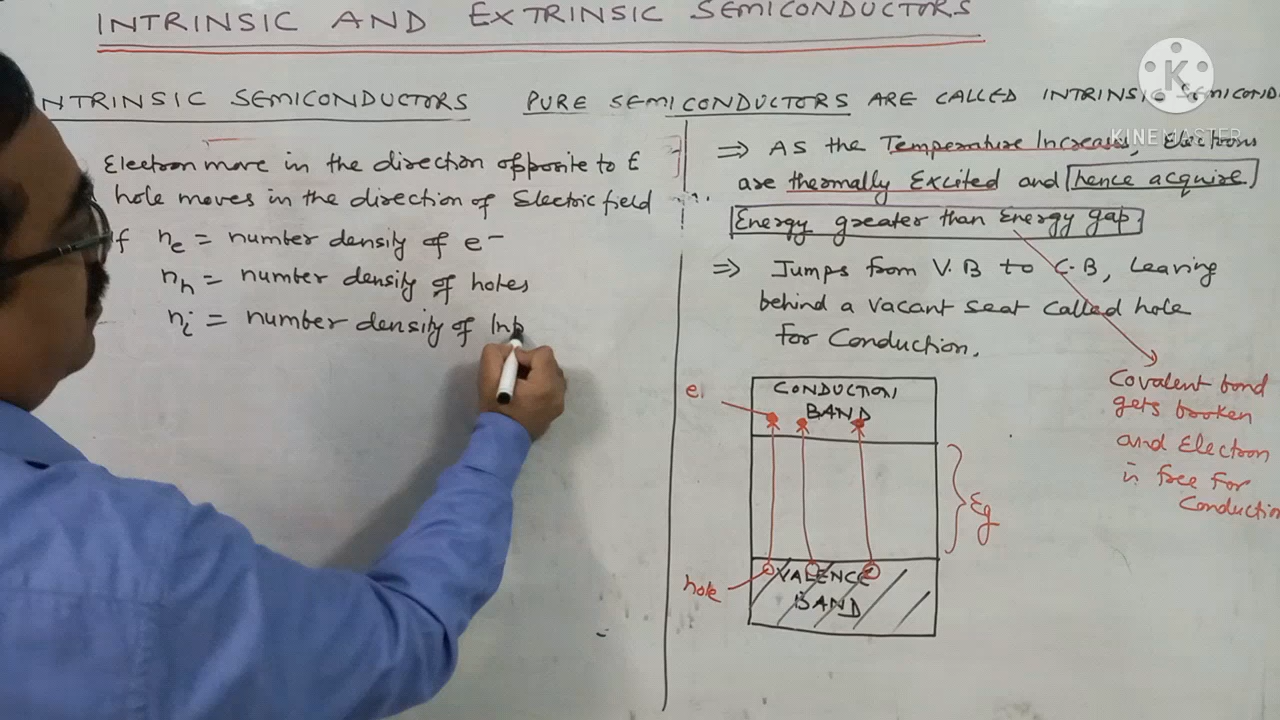 INTRINSIC AND EXTRINSIC SEMICONDUCTORS
NTRINSIC SEMICONDUCTORS PURE SEMICONDUCTORS ARE CALLED INTRINSIC SEMICOND
K
KINEMASTER
Electron move in the direction opposite to E
hole moves in the direction of Electric field
If ne = number density of e−
nh = number density of holes
ni = number density of Int
⇒ As the Temperature Increases, Electrons
are thermally Excited and hence acquire
Energy greater than Energy gap.
⇒ Jumps from V.B to C.B, Leaving
behind a vacant seat called hole
for Conduction.
Covalent bond
gets broken
and Electron
is free for
Conduction
CONDUCTION
BAND
e
Eg
hole
VALENCE
BAND